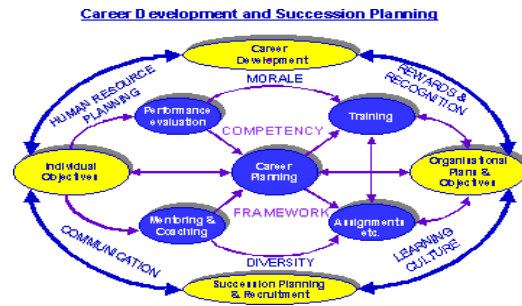 Career Development and Succession Planning
Career
Development
HUMAN RESOURCE
PLANNING
MORALE
REWARDS &
RECOGNITION
Performance
evaluation
Training
COMPETENCY
Individual
Objectives
Career
Planning
Organisational
Plans & Objectives
FRAMEWORK
Mentoring &
Coaching
Assignments
etc.
COMMUNICATION
DIVERSITY
LEARNING
CULTURE
Succession Planning
& Recruitment